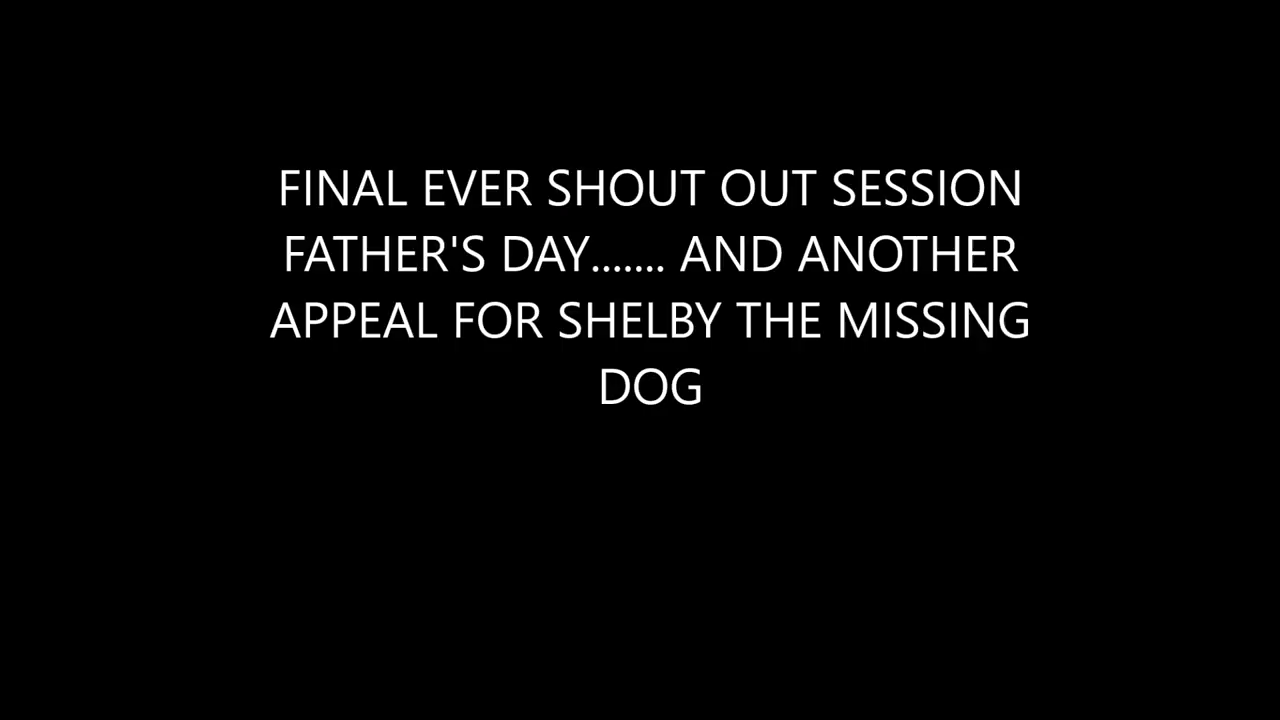 FINAL EVER SHOUT OUT SESSION
FATHER'S DAY....... AND ANOTHER
APPEAL FOR SHELBY THE MISSING
DOG